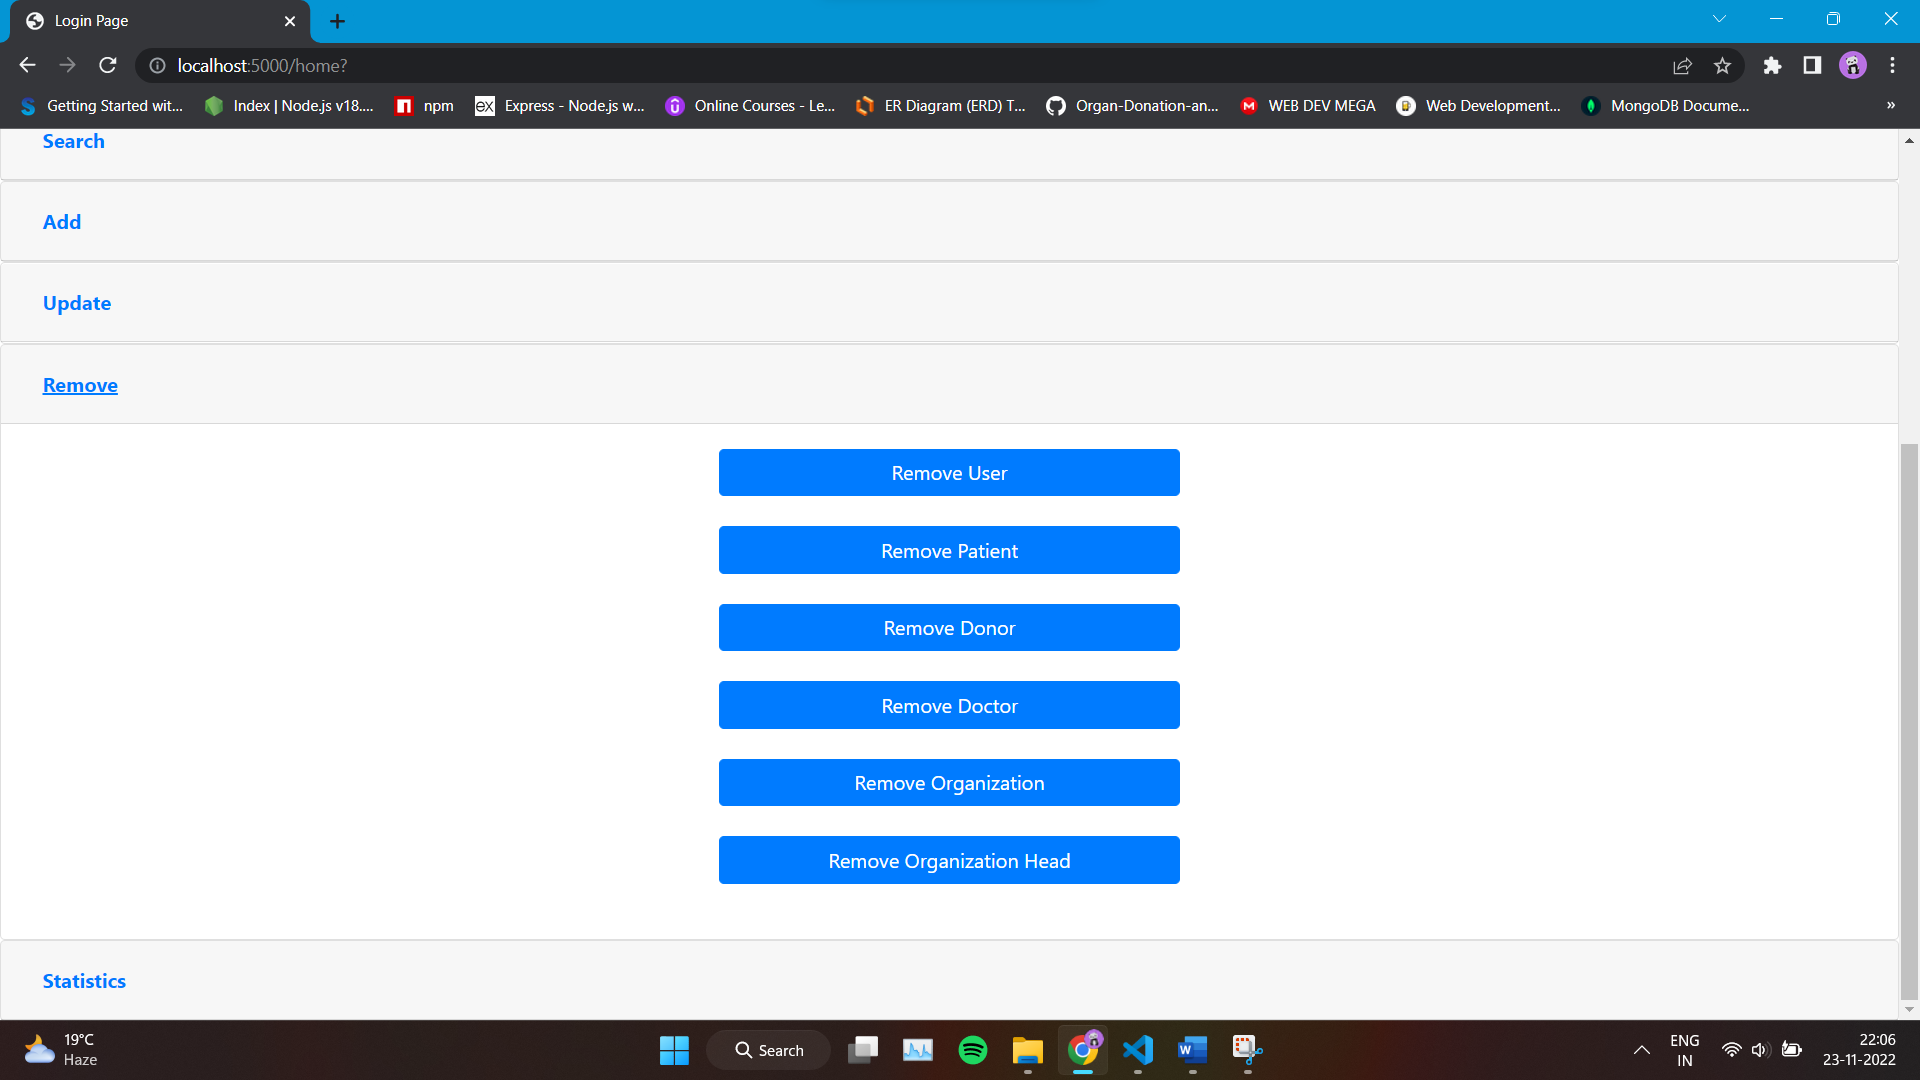 Login Page
localhost:5000/home?
Getting Started wit...
Index | Node.js v18....
npm
ex
Express - Node.js w...
Online Courses - Le...
ER Diagram (ERD) T...
Organ-Donation-an...
M
WEB DEV MEGA
Web Development...
MongoDB Docume...
»
Search
Add
Update
Remove
Remove User
Remove Patient
Remove Donor
Remove Doctor
Remove Organization
Remove Organization Head
Statistics
19°C
Haze
Search
W
ENG
IN
22:06
23-11-2022